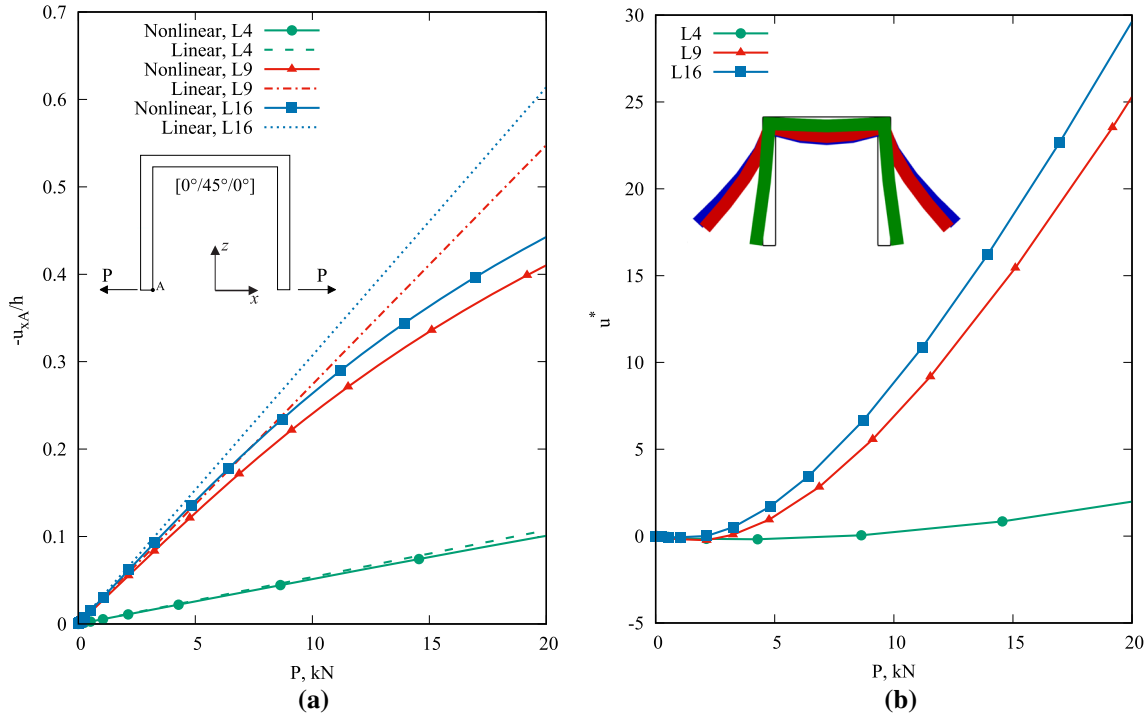 0.7
0.6
0.5
0.4
0.3
0.2
0.1
0
-u_xA/h
Nonlinear, L4
Linear, L4
Nonlinear, L9
Linear, L9
Nonlinear, L16
Linear, L16
[0°/45°/0°]
z
P
P
A
x
0
5
10
15
20
P, kN
(a)
30
25
20
15
10
5
0
-5
u*
L4
L9
L16
0
5
10
15
20
P, kN
(b)